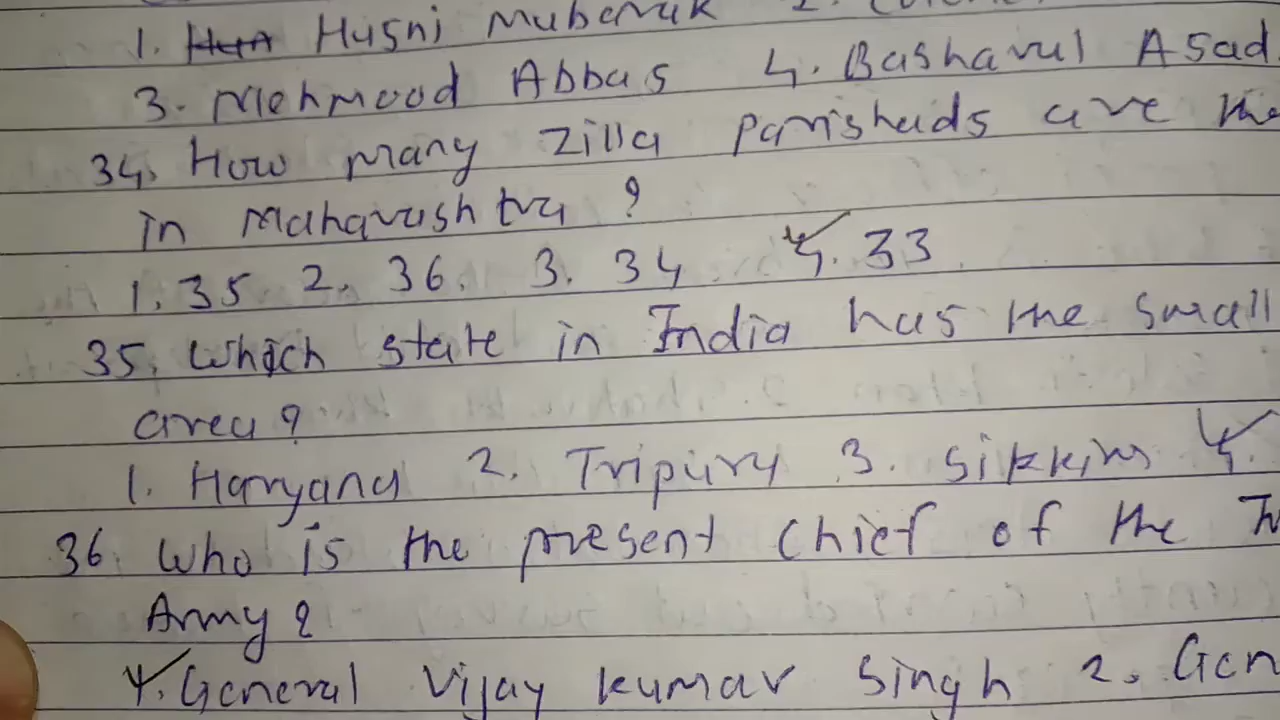 1. Husni Mubaruk 2.
3. Mehmood Abbas 4. Basharul Asad
34. How many Zilla parishads are the
in Maharashtra ?
1. 35 2. 36. 3. 34 4. 33
35. Which state in India has the small
area ?
1. Haryana 2. Tripura 3. Sikkim 4.
36. Who is the present Chief of the In
Army ?
1. General Vijay Kumar Singh 2. Gen